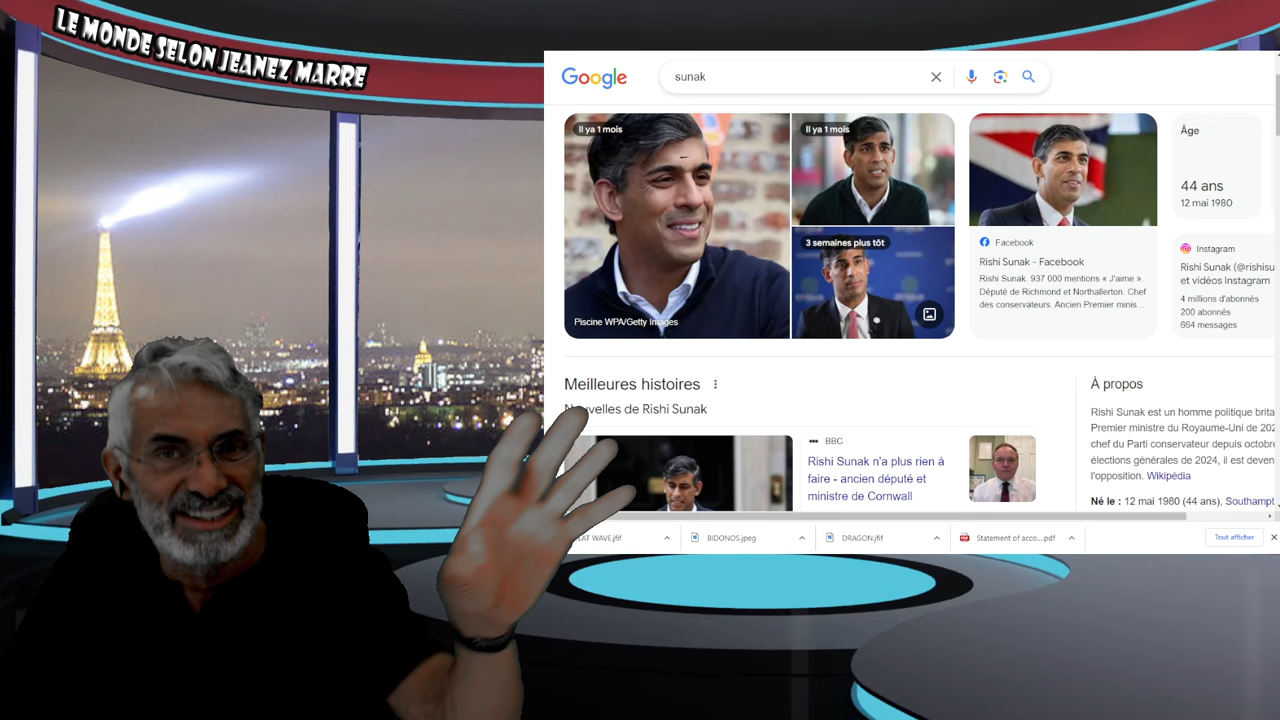 LE MONDE SELON JEANEZ MARRE
Google
sunak
Il ya 1 mois
Il ya 1 mois
3 semaines plus tôt
Piscine WPA/Getty Images
Facebook
Rishi Sunak - Facebook
Rishi Sunak. 937 000 mentions « J'aime »
Député de Richmond et Northallerton. Chef
des conservateurs. Ancien Premier minis...
Âge
44 ans
12 mai 1980
Instagram
Rishi Sunak (@rishisu
et vidéos Instagram
4 millions d'abonnés
200 abonnés
664 messages
Meilleures histoires
Nouvelles de Rishi Sunak
BBC
Rishi Sunak n'a plus rien à
faire - ancien député et
ministre de Cornwall
À propos
Rishi Sunak est un homme politique brita
Premier ministre du Royaume-Uni de 202
chef du Parti conservateur depuis octobre
élections générales de 2024, il est deven
l'opposition. Wikipédia
Né le : 12 mai 1980 (44 ans), Southampt
EAT WAVE.jfif
BIDONOS.jpeg
DRAGON.jfif
Statement of acco....pdf
Tout afficher